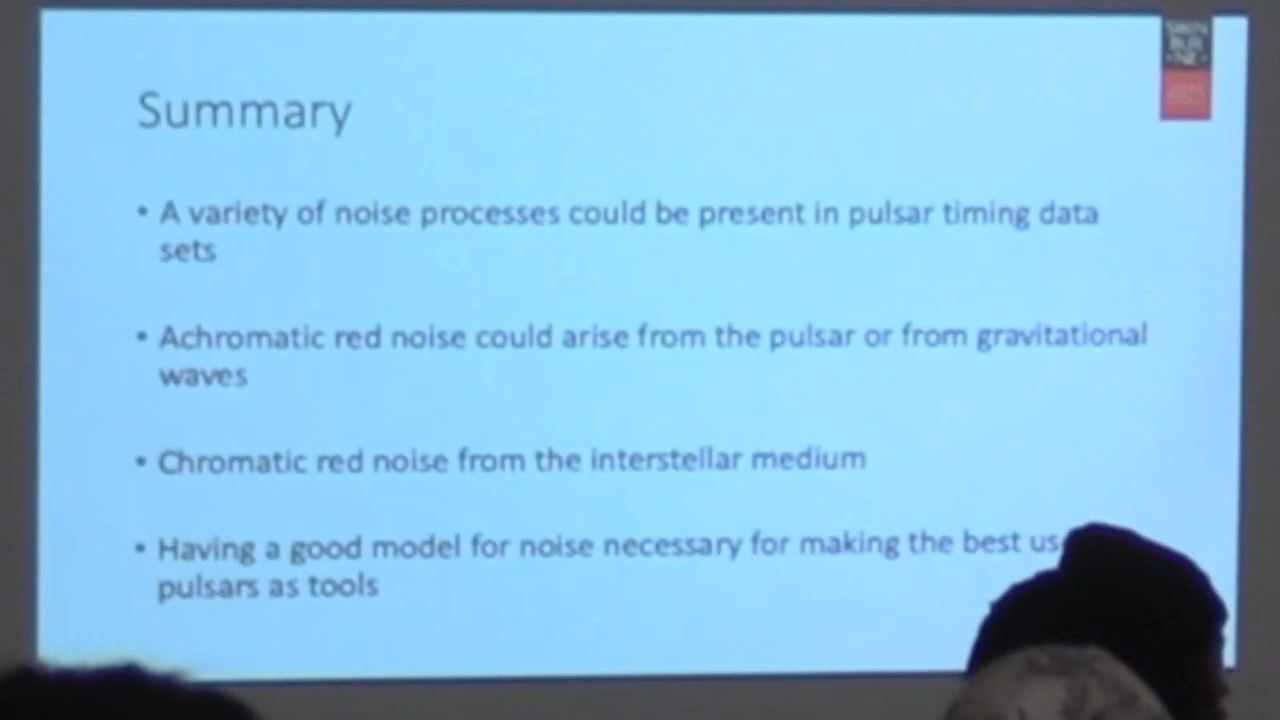 Summary
• A variety of noise processes could be present in pulsar timing data
sets
• Achromatic red noise could arise from the pulsar or from gravitational
waves
• Chromatic red noise from the interstellar medium
• Having a good model for noise necessary for making the best
pulsars as tools